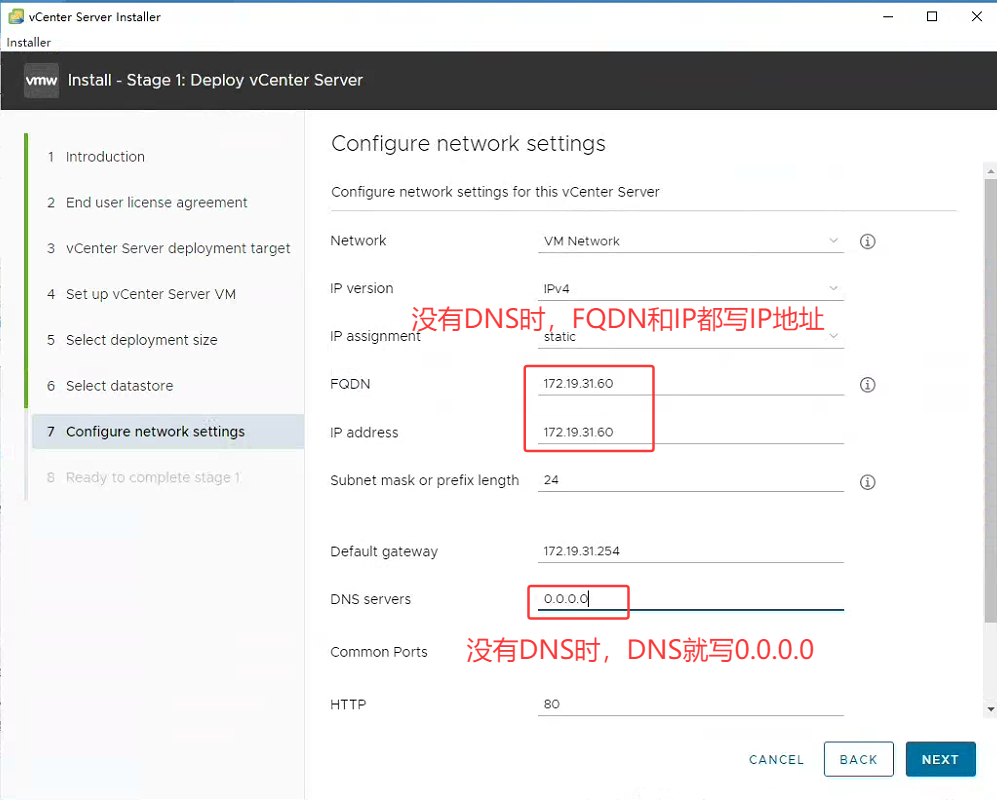 vCenter Server Installer
Installer
vmw Install - Stage 1: Deploy vCenter Server
1 Introduction
2 End user license agreement
3 vCenter Server deployment target
4 Set up vCenter Server VM
5 Select deployment size
6 Select datastore
7 Configure network settings
8 Ready to complete stage 1
Configure network settings
Configure network settings for this vCenter Server
Network VM Network
IP version IPv4
没有DNS时，FQDN和IP都写IP地址
IP assignment static
FQDN 172.19.31.60
IP address 172.19.31.60
Subnet mask or prefix length 24
Default gateway 172.19.31.254
DNS servers 0.0.0.0
没有DNS时，DNS就写0.0.0.0
Common Ports
HTTP 80
CANCEL BACK NEXT